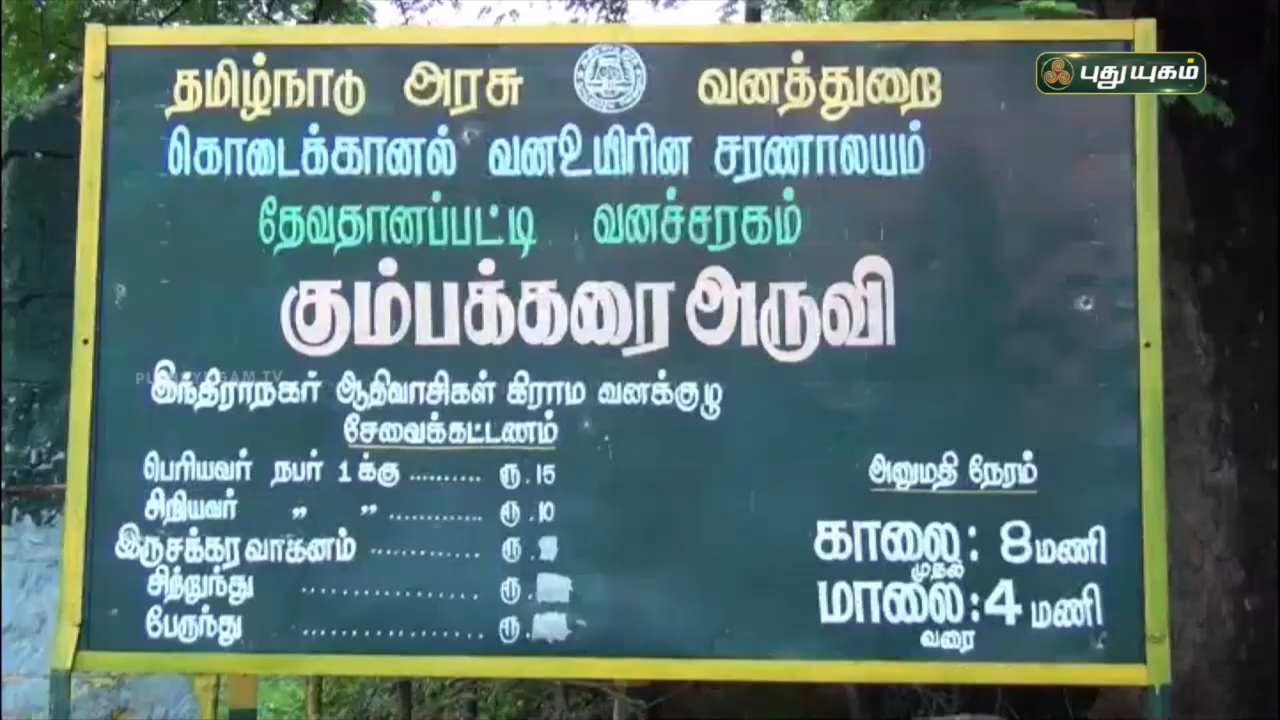 தமிழ்நாடு அரசு வனத்துறை
புதுயுகம்
கொடைக்கானல் வனஉயிரின சரணாலயம்
தேவதானப்பட்டி வனச்சரகம்
கும்பக்கரை அருவி
PUTHUYUGAM TV
இந்திராநகர் ஆதிவாசிகள் கிராம வனக்குழு
சேவைக்கட்டணம்
பெரியவர் நபர் 1 க்கு .......... ரூ. 15
சிறியவர் " " ............. ரூ. 10
இருசக்கர வாகனம் ............ ரூ.
சிற்றுந்து ................ ரூ.
பேருந்து ................ ரூ.
அனுமதி நேரம்
காலை: 8 மணி
முதல்
மாலை: 4 மணி
வரை